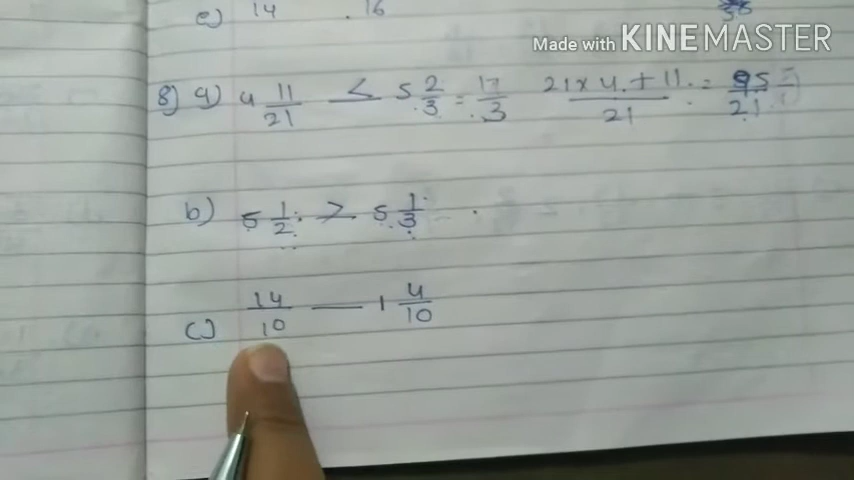 e) 14 . 16
Made with KINEMASTER
8) a) 4 11/21 < 5 2/3 = 17/3 21 x 4 + 11 / 21 = 95/21
b) 5 1/2 > 5 1/3
c) 14/10 __ 1 4/10